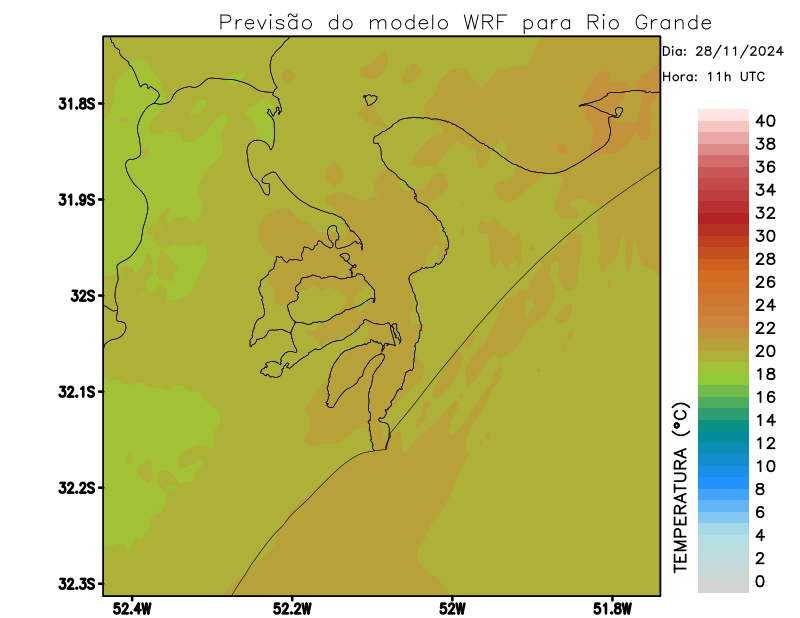 Previsão do modelo WRF para Rio Grande
Dia: 28/11/2024
Hora: 11h UTC
31.8S
31.9S
32S
32.1S
32.2S
32.3S
52.4W
52.2W
52W
51.8W
TEMPERATURA (°C)
40
38
36
34
32
30
28
26
24
22
20
18
16
14
12
10
8
6
4
2
0